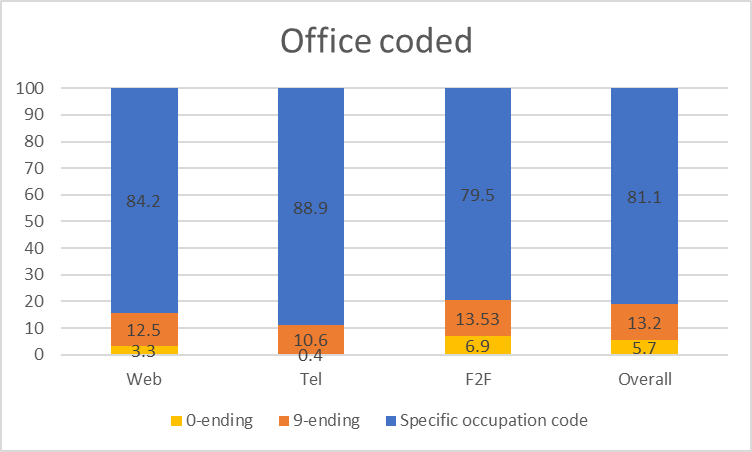 Office coded
100
90
80
70
60
50
40
30
20
10
0
84.2
88.9
79.5
81.1
12.5
10.6
13.53
13.2
3.3
0.4
6.9
5.7
Web
Tel
F2F
Overall
0-ending
9-ending
Specific occupation code